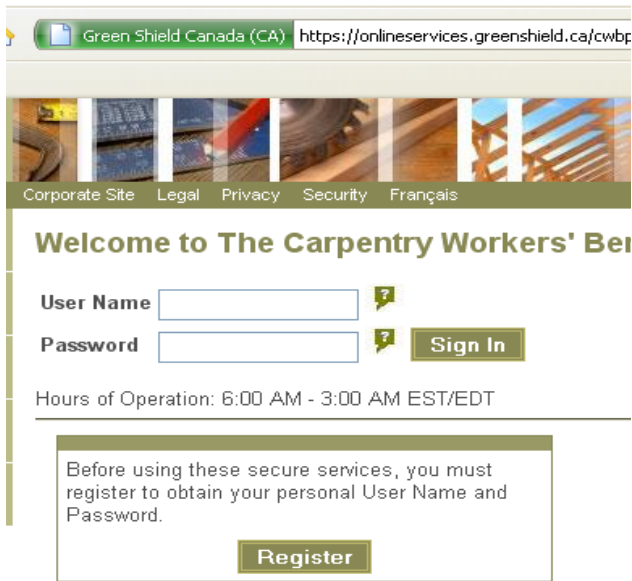 Green Shield Canada (CA) https://onlineservices.greenshield.ca/cwbp
Corporate Site Legal Privacy Security Français
Welcome to The Carpentry Workers' Ber
User Name
?
Password
? Sign In
Hours of Operation: 6:00 AM - 3:00 AM EST/EDT
Before using these secure services, you must
register to obtain your personal User Name and
Password.
Register